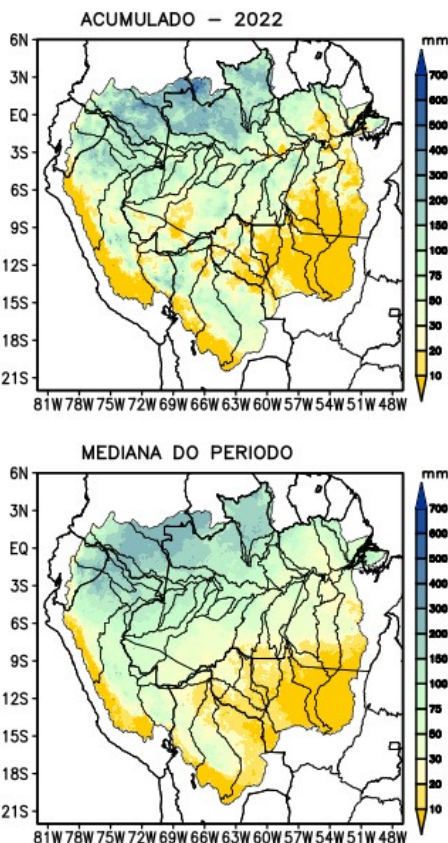 ACUMULADO – 2022
6N
3N
EQ
3S
6S
9S
12S
15S
18S
21S
81W 78W 75W 72W 69W 66W 63W 60W 57W 54W 51W 48W
mm
700
500
400
300
200
150
100
75
50
30
20
10
MEDIANA DO PERIODO
6N
3N
EQ
3S
6S
9S
12S
15S
18S
21S
81W 78W 75W 72W 69W 66W 63W 60W 57W 54W 51W 48W
mm
700
500
400
300
200
150
100
75
50
30
20
10